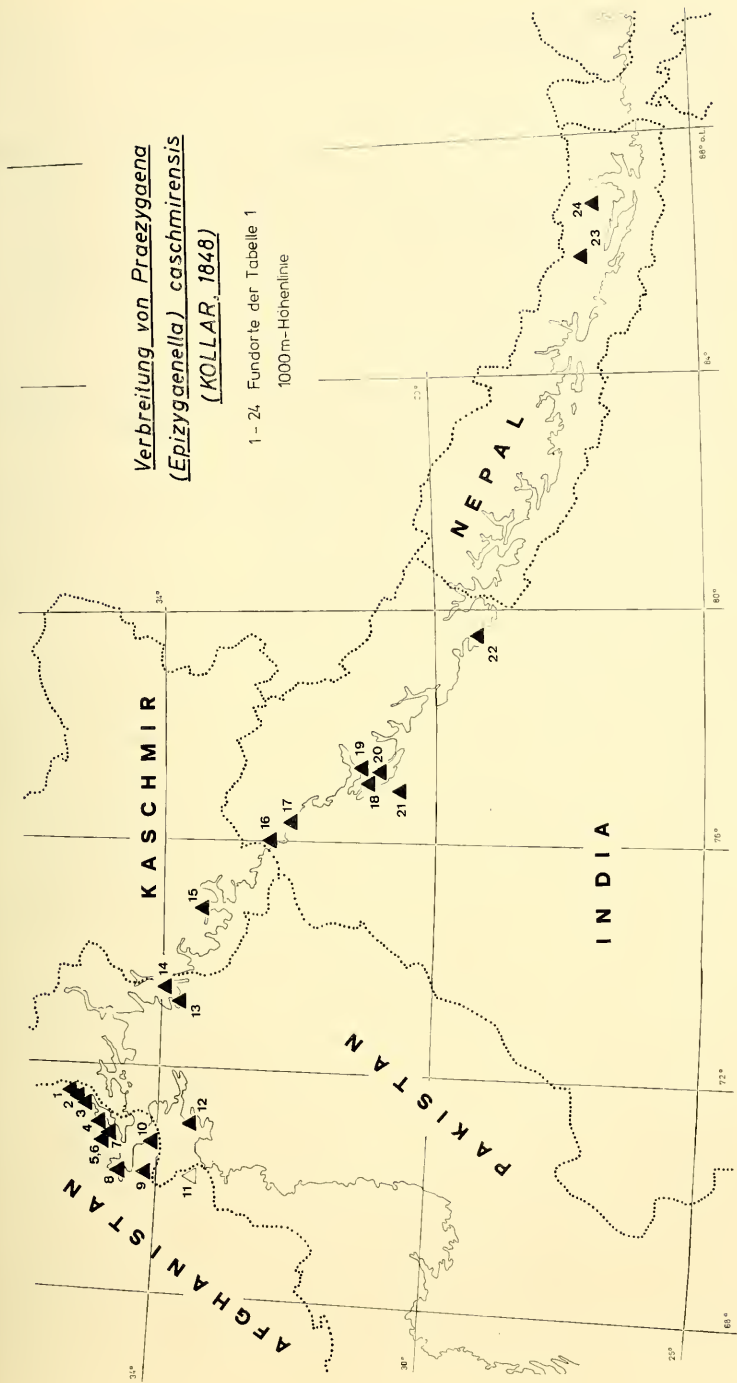 Verbreitung von Praezygaena
(Epizygaenella) caschmirensis
(KOLLAR, 1848)
1 - 24 Fundorte der Tabelle 1
1000 m-Höhenlinie
KASCHMIR
AFGHANISTAN
PAKISTAN
INDIA
NEPAL
1
2
3
4
5,6
7
8
9
10
11
12
13
14
15
16
17
18
19
20
21
22
23
24
34°
34°
30°
25°
68°
72°
76°
80°
84°
88° ö.L.